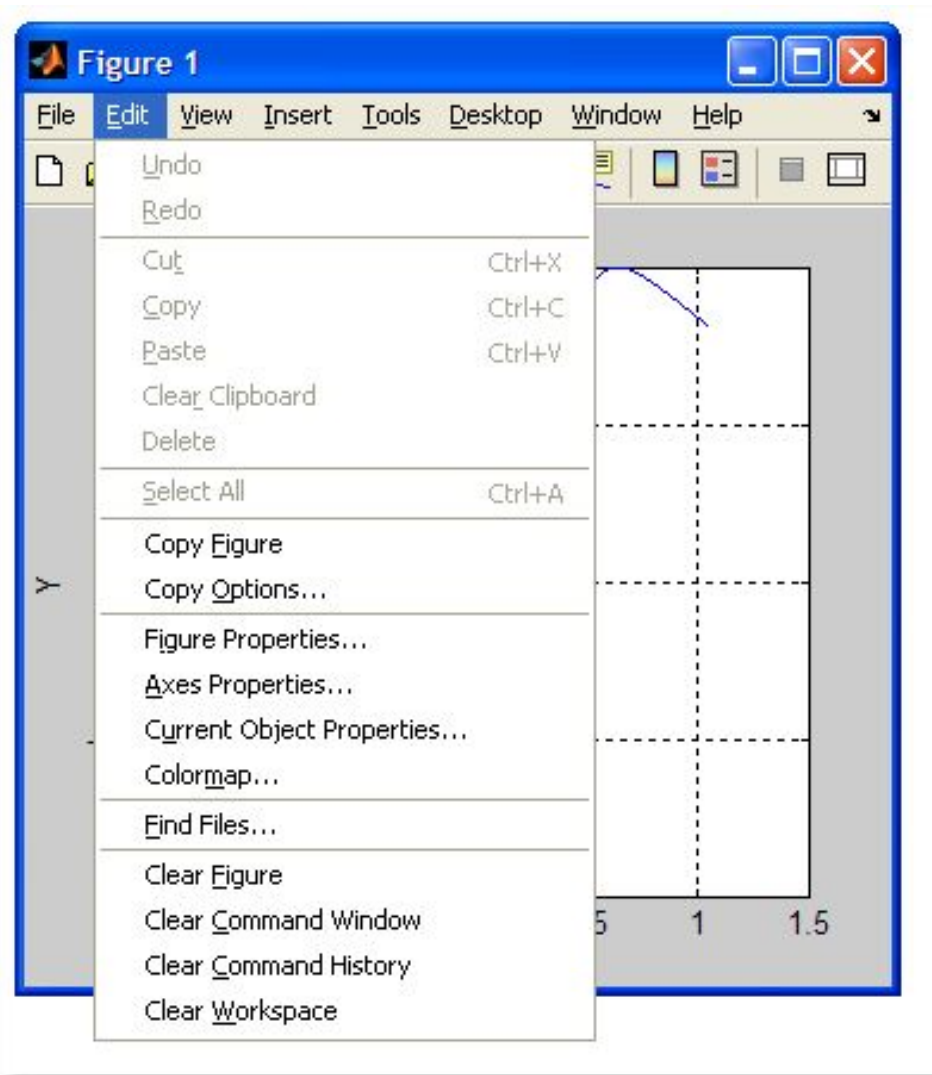 Figure 1
File Edit View Insert Tools Desktop Window Help
Undo
Redo
Cut Ctrl+X
Copy Ctrl+C
Paste Ctrl+V
Clear Clipboard
Delete
Select All Ctrl+A
Copy Figure
Copy Options...
Y
Figure Properties...
Axes Properties...
Current Object Properties...
Colormap...
Find Files...
Clear Figure
Clear Command Window
5 1 1.5
Clear Command History
Clear Workspace